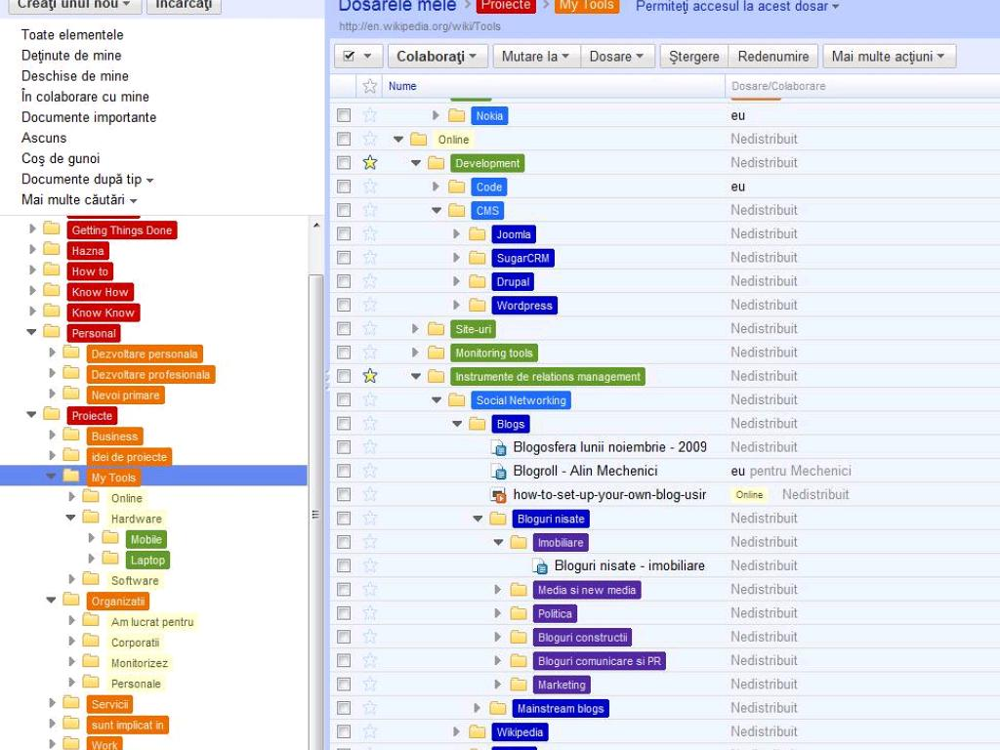 Creați unul nou
Încărcați
Toate elementele
Deţinute de mine
Deschise de mine
În colaborare cu mine
Documente importante
Ascuns
Coş de gunoi
Documente după tip
Mai multe căutări
Getting Things Done
Hazna
How to
Know How
Know Know
Personal
Dezvoltare personala
Dezvoltare profesionala
Nevoi primare
Proiecte
Business
idei de proiecte
My Tools
Online
Hardware
Mobile
Laptop
Software
Organizatii
Am lucrat pentru
Corporatii
Monitorizez
Personale
Servicii
sunt implicat in
Work
Dosarele mele > Proiecte > My Tools Permiteţi accesul la acest dosar
http://en.wikipedia.org/wiki/Tools
Colaboraţi Mutare la Dosare Ştergere Redenumire Mai multe acţiuni
Nume Dosare/Colaborare
Nokia eu
Online Nedistribuit
Development Nedistribuit
Code eu
CMS Nedistribuit
Joomla Nedistribuit
SugarCRM Nedistribuit
Drupal Nedistribuit
Wordpress Nedistribuit
Site-uri Nedistribuit
Monitoring tools Nedistribuit
Instrumente de relations management Nedistribuit
Social Networking Nedistribuit
Blogs Nedistribuit
Blogosfera lunii noiembrie - 2009 Nedistribuit
Blogroll - Alin Mechenici eu pentru Mechenici
how-to-set-up-your-own-blog-usir Online Nedistribuit
Bloguri nisate Nedistribuit
Imobiliare Nedistribuit
Bloguri nisate - imobiliare Nedistribuit
Media si new media Nedistribuit
Politica Nedistribuit
Bloguri constructii Nedistribuit
Bloguri comunicare si PR Nedistribuit
Marketing Nedistribuit
Mainstream blogs Nedistribuit
Wikipedia Nedistribuit